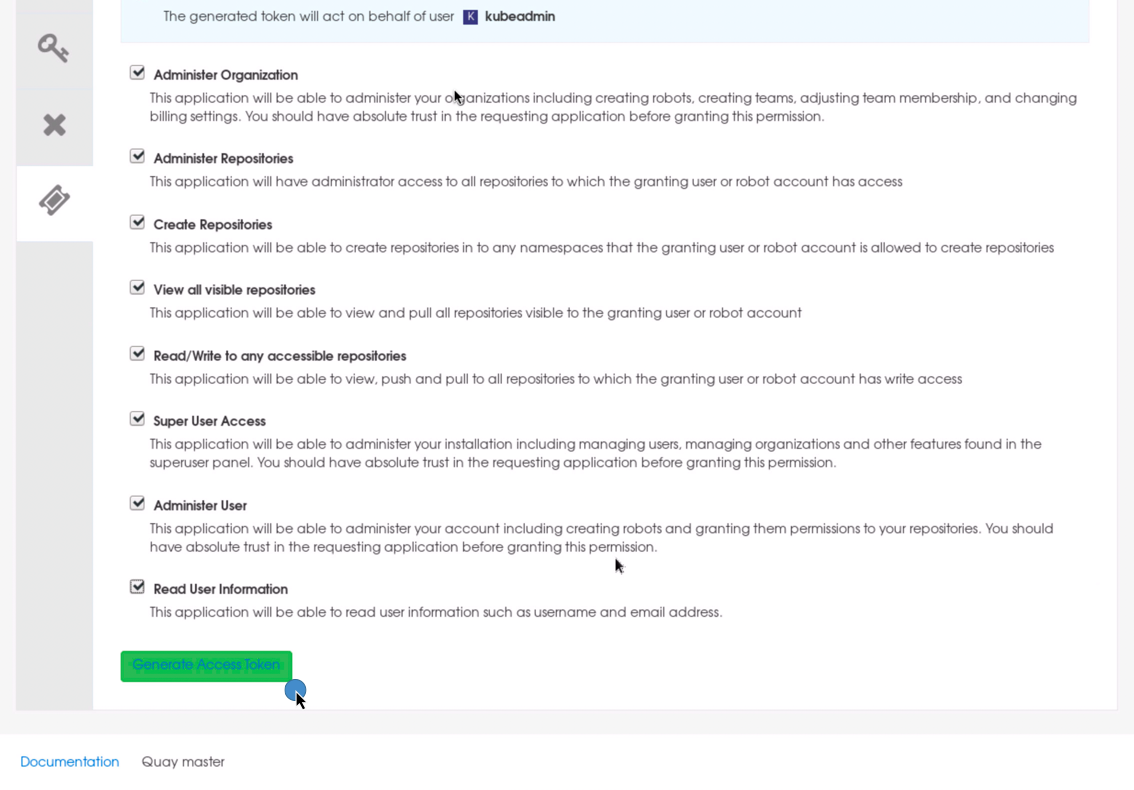 The generated token will act on behalf of user K kubeadmin
Administer Organization
This application will be able to administer your organizations including creating robots, creating teams, adjusting team membership, and changing
billing settings. You should have absolute trust in the requesting application before granting this permission.
Administer Repositories
This application will have administrator access to all repositories to which the granting user or robot account has access
Create Repositories
This application will be able to create repositories in to any namespaces that the granting user or robot account is allowed to create repositories
View all visible repositories
This application will be able to view and pull all repositories visible to the granting user or robot account
Read/Write to any accessible repositories
This application will be able to view, push and pull to all repositories to which the granting user or robot account has write access
Super User Access
This application will be able to administer your installation including managing users, managing organizations and other features found in the
superuser panel. You should have absolute trust in the requesting application before granting this permission.
Administer User
This application will be able to administer your account including creating robots and granting them permissions to your repositories. You should
have absolute trust in the requesting application before granting this permission.
Read User Information
This application will be able to read user information such as username and email address.
Generate Access Token
Documentation Quay master